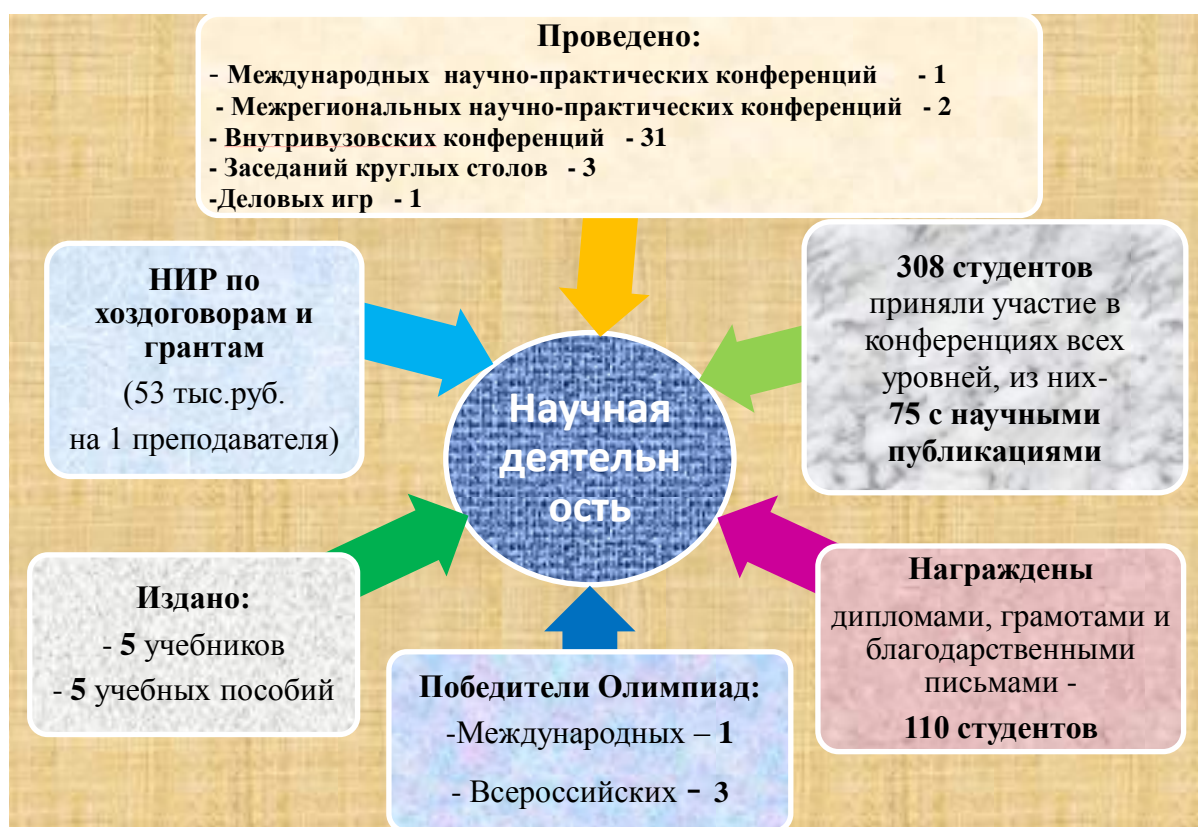 Проведено:
- Международных научно-практических конференций - 1
- Межрегиональных научно-практических конференций - 2
- Внутривузовских конференций - 31
- Заседаний круглых столов - 3
-Деловых игр - 1
НИР по
хоздоговорам и
грантам
(53 тыс.руб.
на 1 преподавателя)
308 студентов
приняли участие в
конференциях всех
уровней, из них-
75 с научными
публикациями
Научная
деятельн
ость
Издано:
- 5 учебников
- 5 учебных пособий
Победители Олимпиад:
-Международных – 1
- Всероссийских - 3
Награждены
дипломами, грамотами и
благодарственными
письмами -
110 студентов